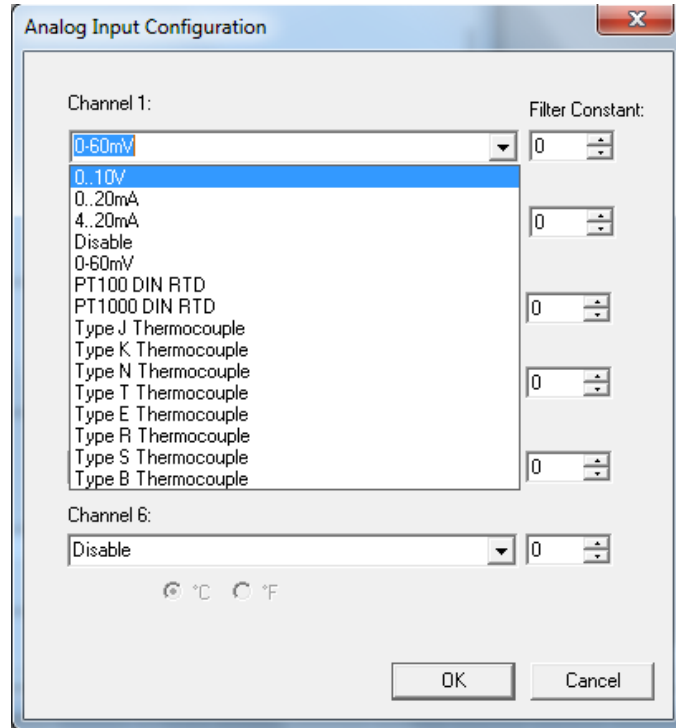 Analog Input Configuration
Channel 1:
Filter Constant:
0-60mV
0
0..10V
0..20mA
4..20mA
0
Disable
0-60mV
PT100 DIN RTD
PT1000 DIN RTD
0
Type J Thermocouple
Type K Thermocouple
Type N Thermocouple
0
Type T Thermocouple
Type E Thermocouple
Type R Thermocouple
Type S Thermocouple
0
Type B Thermocouple
Channel 6:
Disable
0
°C
°F
OK
Cancel